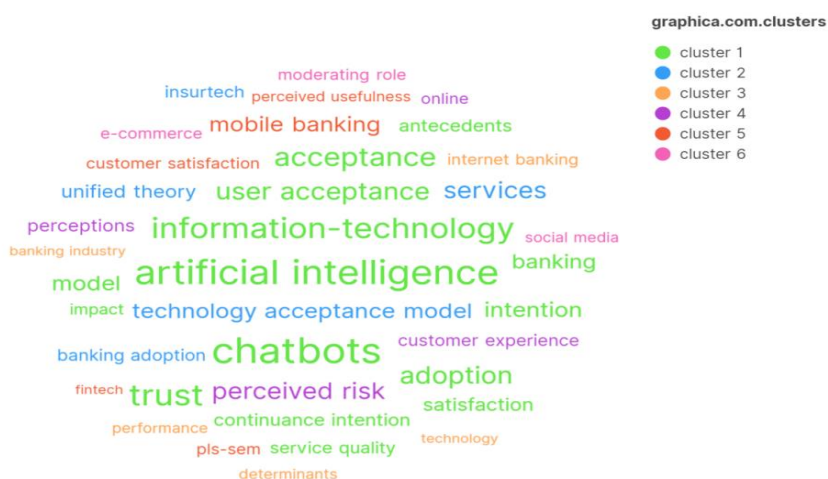 graphica.com.clusters
cluster 1
cluster 2
cluster 3
cluster 4
cluster 5
cluster 6
moderating role
insurtech perceived usefulness online
e-commerce mobile banking antecedents
customer satisfaction acceptance internet banking
unified theory user acceptance services
perceptions information-technology social media
banking industry artificial intelligence banking
model
impact technology acceptance model intention
banking adoption chatbots customer experience
fintech trust perceived risk adoption
continuance intention satisfaction
performance
pls-sem service quality technology
determinants